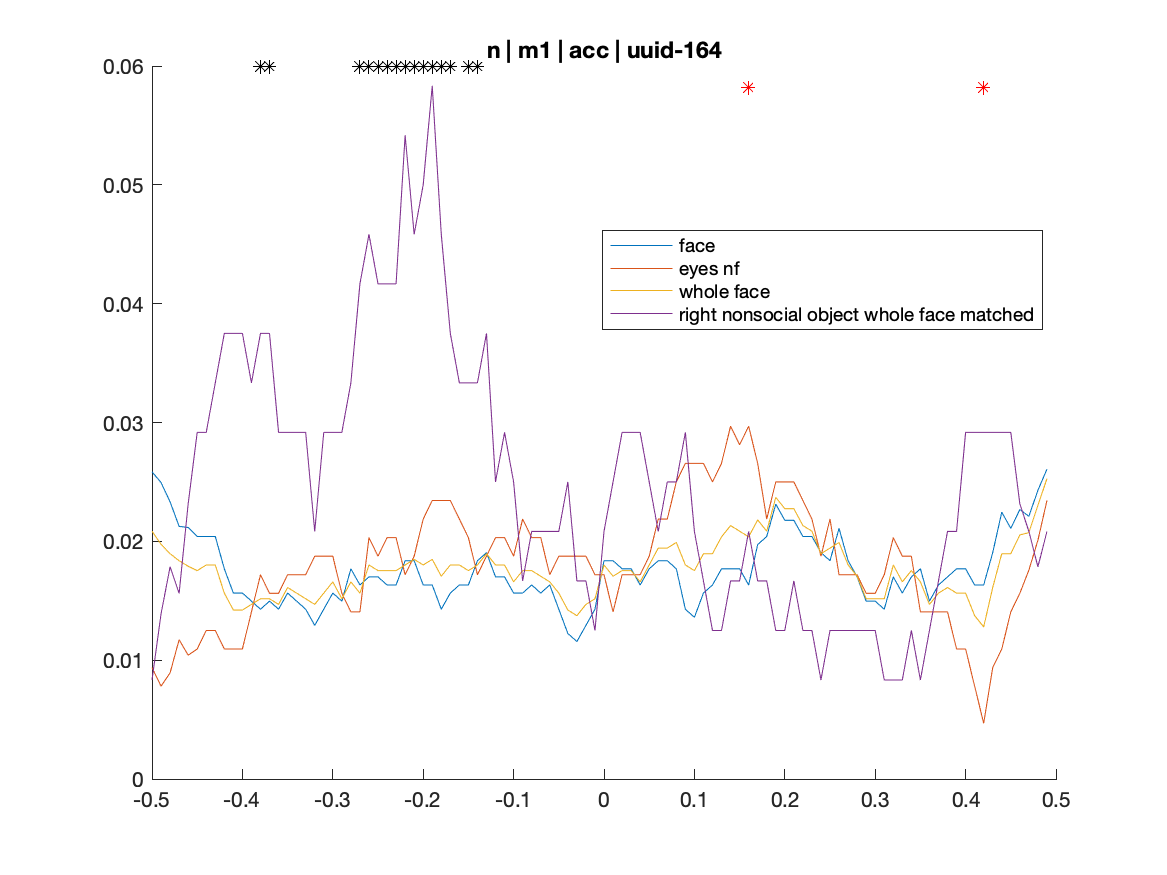 n | m1 | acc | uuid-164
0.06
0.05
0.04
0.03
0.02
0.01
0
face
eyes nf
whole face
right nonsocial object whole face matched
-0.5 -0.4 -0.3 -0.2 -0.1 0 0.1 0.2 0.3 0.4 0.5